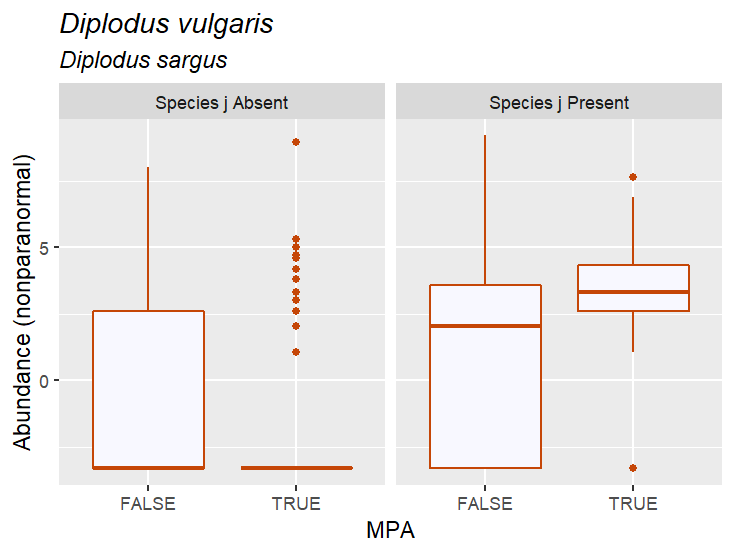 Diplodus vulgaris
Diplodus sargus
Species j Absent
Species j Present
Abundance (nonparanormal)
5
0
FALSE
TRUE
FALSE
TRUE
MPA